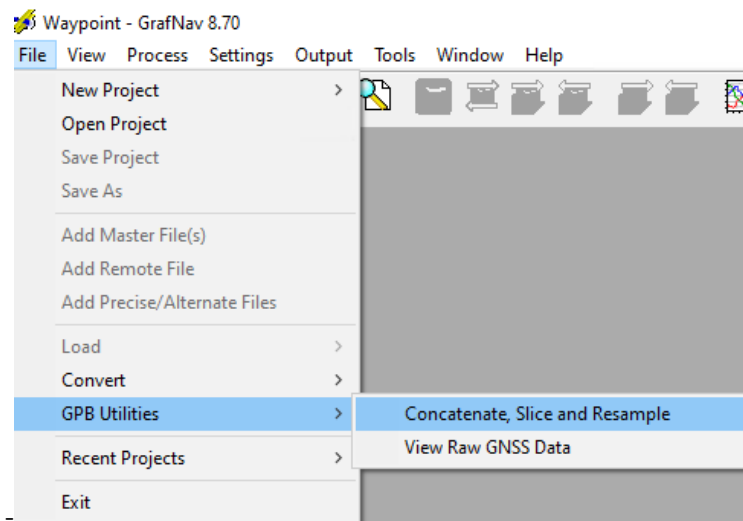 Waypoint - GrafNav 8.70
File View Process Settings Output Tools Window Help
New Project
Open Project
Save Project
Save As
Add Master File(s)
Add Remote File
Add Precise/Alternate Files
Load
Convert
GPB Utilities
Concatenate, Slice and Resample
View Raw GNSS Data
Recent Projects
Exit